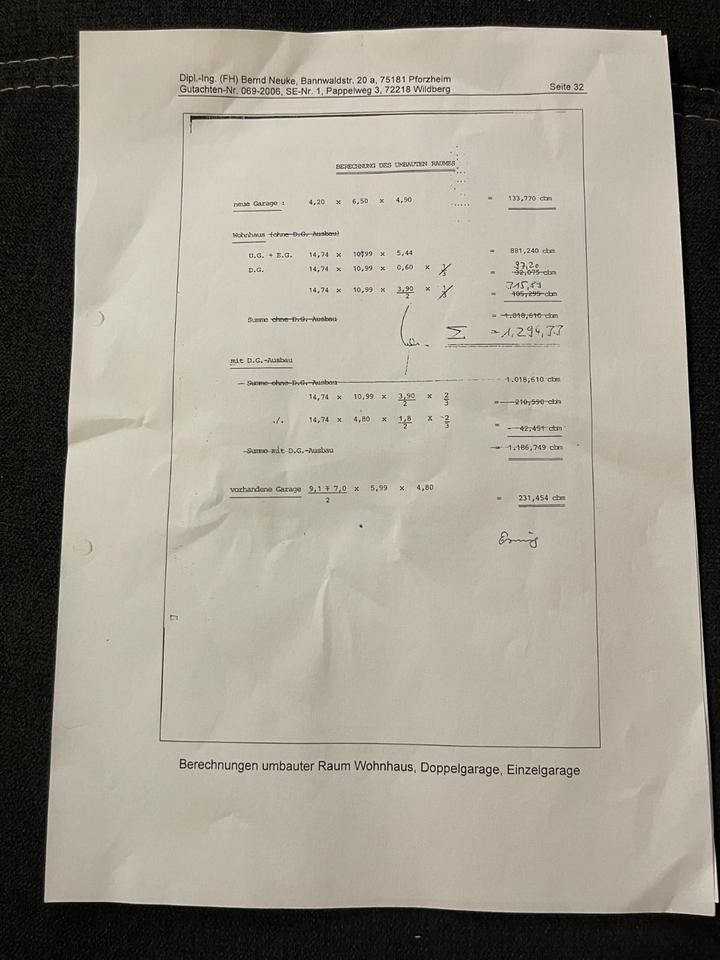 Dipl.-Ing. (FH) Bernd Neuke, Bannwaldstr. 20 a, 75181 Pforzheim
Gutachten-Nr. 069-2006, SE-Nr. 1, Pappelweg 3, 72218 Wildberg Seite 32
BERECHNUNG DES UMBAUTEN RAUMES
neue Garage : 4,20 x 6,50 x 4,90 = 133,770 cbm
Wohnhaus (ohne D.G. Ausbau)
U.G. + E.G. 14,74 x 10,99 x 5,44 = 881,240 cbm
D.G. 14,74 x 10,99 x 0,60 x 1/3 = 97,20 32,075 cbm
14,74 x 10,99 x 3,90/2 x 1/3 = 315,89 105,295 cbm
Summe ohne D.G. Ausbau = 1.018,610 cbm
Σ = 1.294,33
mit D.G.-Ausbau
Summe ohne D.G. Ausbau 1.018,610 cbm
14,74 x 10,99 x 3,90/2 x 2/3 = 210,590 cbm
./. 14,74 x 4,80 x 1,8/2 x 2/3 = 42,451 cbm
Summe mit D.G.-Ausbau = 1.186,749 cbm
vorhandene Garage 9,1 + 7,0/2 x 5,99 x 4,80 = 231,454 cbm
Berechnungen umbauter Raum Wohnhaus, Doppelgarage, Einzelgarage